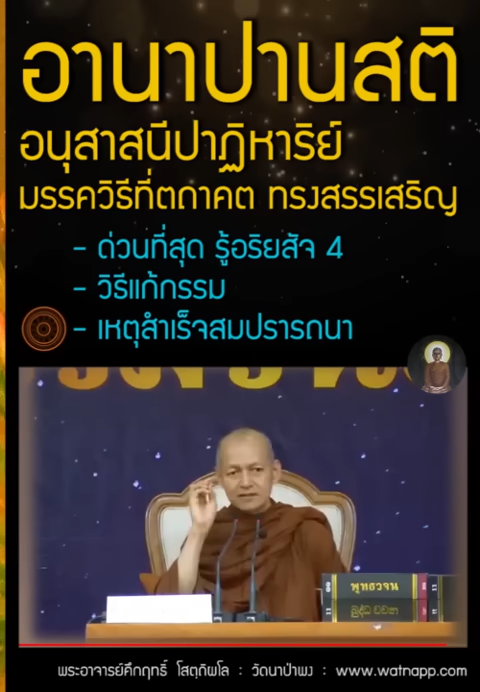 อานาปานสติ
อนุสาสนีปาฏิหาริย์
มรรควิธีที่ตถาคต ทรงสรรเสริญ
- ด่วนที่สุด รู้อริยสัจ 4
- วิธีแก้กรรม
- เหตุสำเร็จสมปรารถนา
พุทธวจน
พระอาจารย์คึกฤทธิ์ โสตฺถิผโล : วัดนาป่าพง : www.watnapp.com